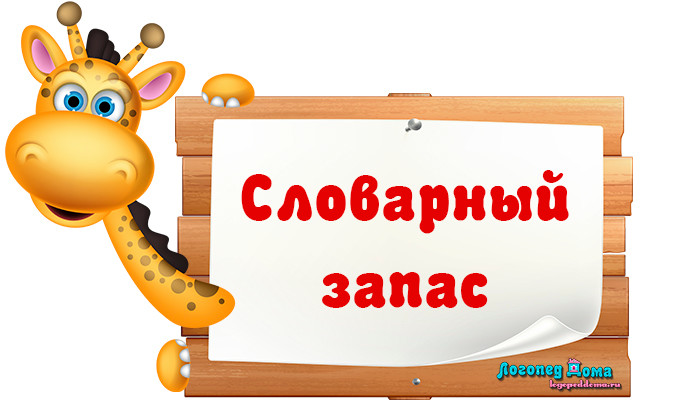 Словарный
запас
Логопед Дома
logopeddoma.ru